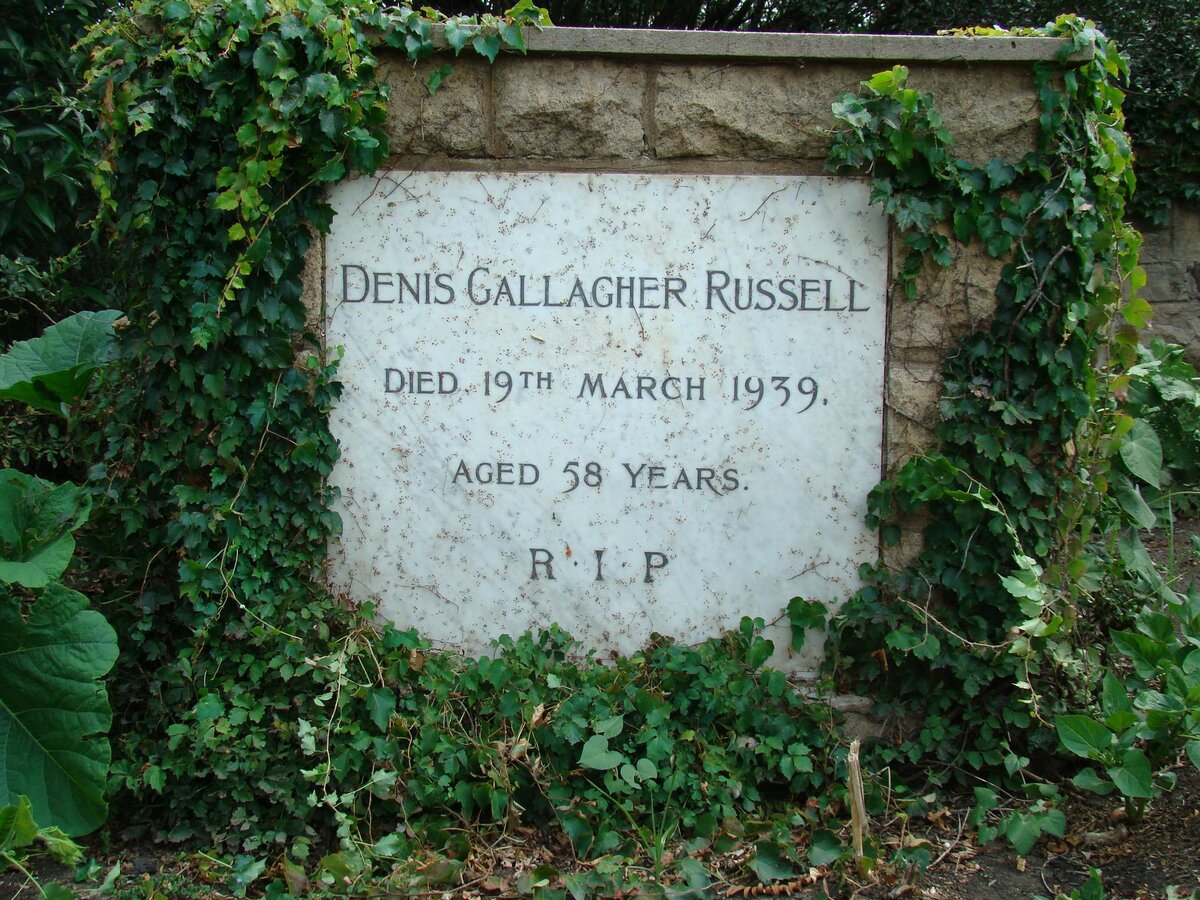 DENIS GALLAGHER RUSSELL
DIED 19TH MARCH 1939.
AGED 58 YEARS.
R·I·P